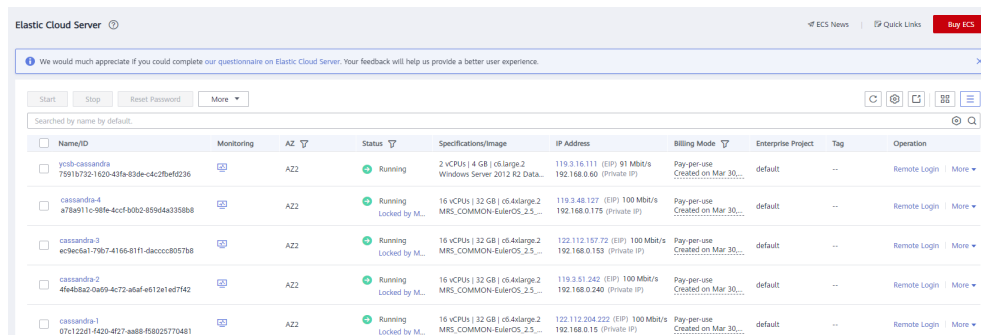 Elastic Cloud Server
ECS News Quick Links Buy ECS
We would much appreciate if you could complete our questionnaire on Elastic Cloud Server. Your feedback will help us provide a better user experience.
Start Stop Reset Password More
Searched by name by default.
Name/ID Monitoring AZ Status Specifications/Image IP Address Billing Mode Enterprise Project Tag Operation
ycsb-cassandra AZ2 Running 2 vCPUs | 4 GB | c6.large.2 119.3.16.111 (EIP) 91 Mbit/s Pay-per-use default -- Remote Login More
7591b732-1620-43fa-83de-c4c2fbefd236 Windows Server 2012 R2 Data... 192.168.0.60 (Private IP) Created on Mar 30,...
cassandra-4 AZ2 Running 16 vCPUs | 32 GB | c6.4xlarge.2 119.3.48.127 (EIP) 100 Mbit/s Pay-per-use default -- Remote Login More
a78a911c-98fe-4ccf-b0b2-859d4a3358b8 Locked by M... MRS_COMMON-EulerOS_2.5_... 192.168.0.175 (Private IP) Created on Mar 30,...
cassandra-3 AZ2 Running 16 vCPUs | 32 GB | c6.4xlarge.2 122.112.157.72 (EIP) 100 Mbit/s Pay-per-use default -- Remote Login More
ec9ec6a1-79b7-4166-81f1-dacccc8057b8 Locked by M... MRS_COMMON-EulerOS_2.5_... 192.168.0.153 (Private IP) Created on Mar 30,...
cassandra-2 AZ2 Running 16 vCPUs | 32 GB | c6.4xlarge.2 119.3.51.242 (EIP) 100 Mbit/s Pay-per-use default -- Remote Login More
4fe4b8a2-0a69-4c72-a6af-e612e1ed7f42 Locked by M... MRS_COMMON-EulerOS_2.5_... 192.168.0.240 (Private IP) Created on Mar 30,...
cassandra-1 AZ2 Running 16 vCPUs | 32 GB | c6.4xlarge.2 122.112.204.222 (EIP) 100 Mbit/s Pay-per-use default -- Remote Login More
07c122d1-f420-4f27-aa88-f58025770481 Locked by M... MRS_COMMON-EulerOS_2.5_... 192.168.0.15 (Private IP) Created on Mar 30,...